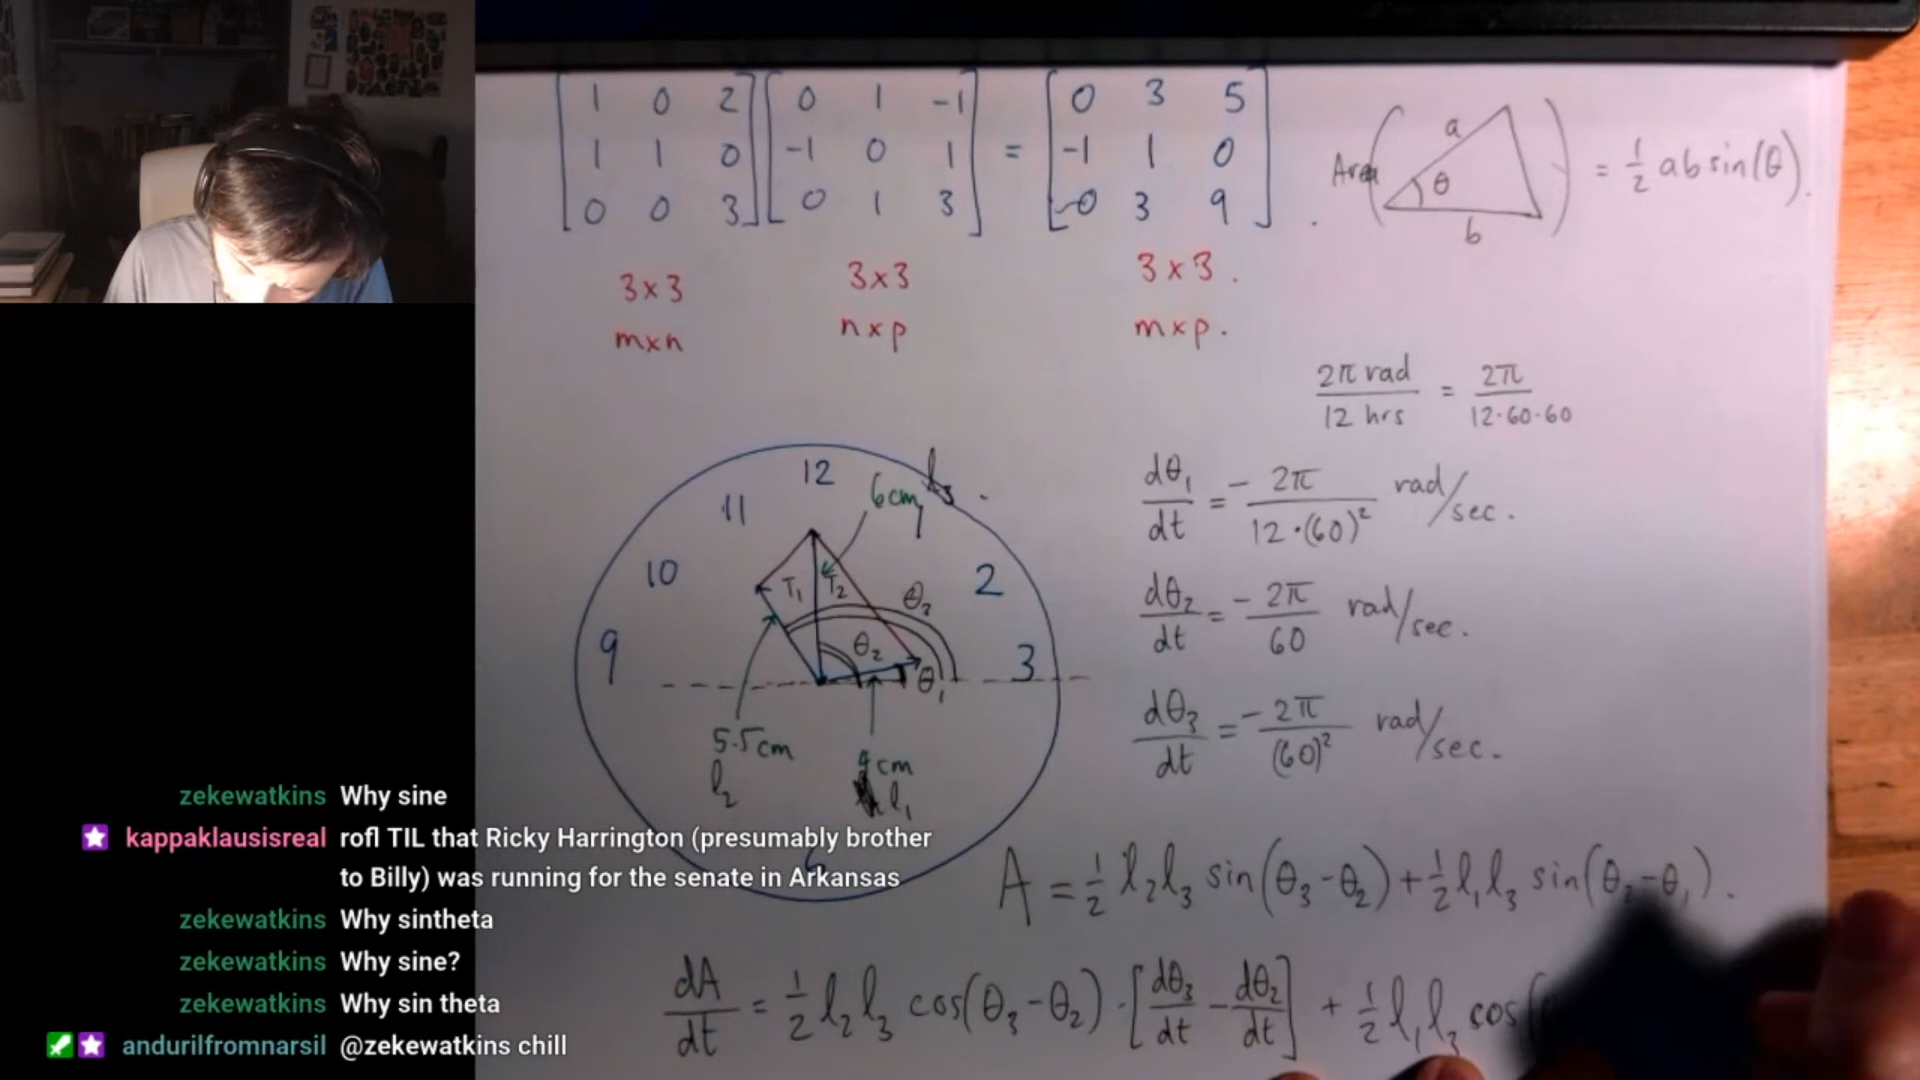 [1 0 2] [0 1 -1] = [0 3 5]
[1 1 0] [-1 0 1] [-1 1 0]
[0 0 3] [0 1 3] [-0 3 9] .
Area( a θ b ) = 1/2 ab sin(θ).
3x3 3x3 3x3.
mxn nxp mxp.
2π rad / 12 hrs = 2π / 12·60·60
dθ₁/dt = - 2π / 12·(60)² rad/sec.
dθ₂/dt = - 2π / 60 rad/sec.
dθ₃/dt = - 2π / (60)² rad/sec.
12
11
10
9
2
3
6cm, l₃.
T₁ T₂
θ₂
θ₁
5.5cm
l₂
cm
l₁
A = 1/2 l₂l₃ sin(θ₃-θ₂) + 1/2 l₁l₃ sin(θ -θ₁).
dA/dt = 1/2 l₂l₃ cos(θ₃-θ₂) · [dθ₃/dt - dθ₂/dt] + 1/2 l₁l₃ cos(
zekewatkins Why sine
kappaklausisreal rofl TIL that Ricky Harrington (presumably brother
to Billy) was running for the senate in Arkansas
zekewatkins Why sintheta
zekewatkins Why sine?
zekewatkins Why sin theta
andurilfromnarsil @zekewatkins chill